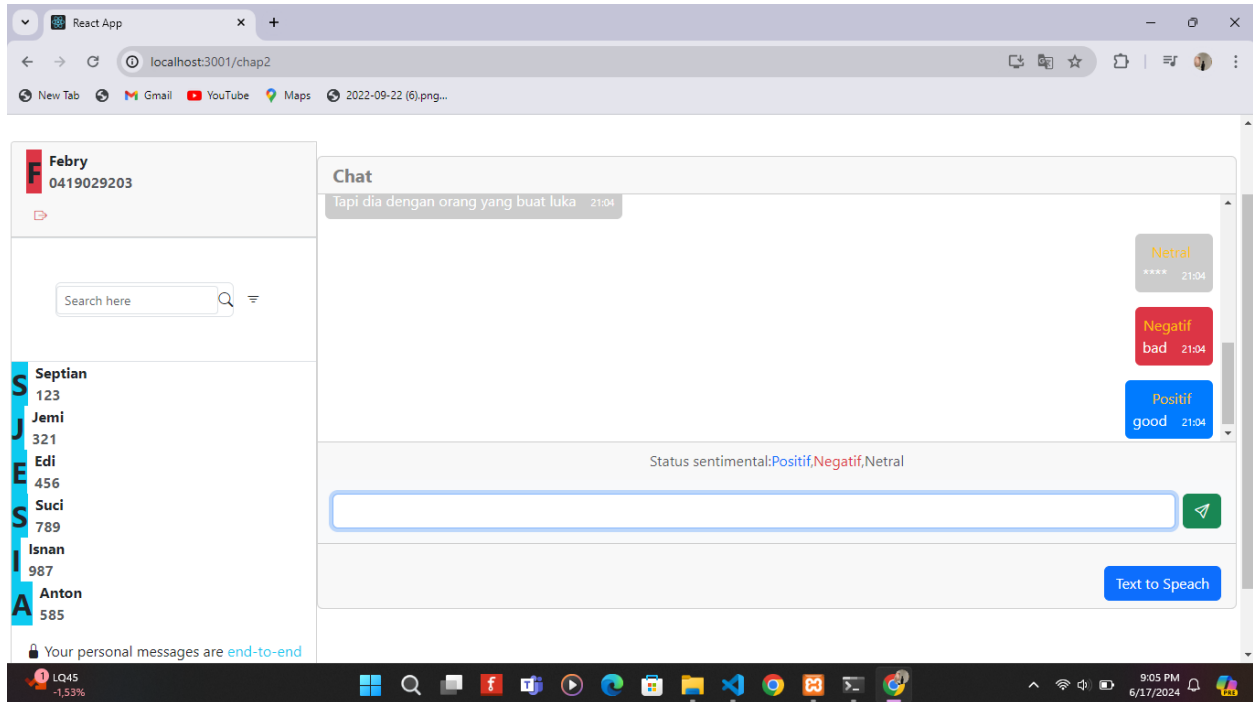 React App
localhost:3001/chap2
New Tab
Gmail
YouTube
Maps
2022-09-22 (6).png...
F
Febry
0419029203
Search here
S
Septian
123
J
Jemi
321
E
Edi
456
S
Suci
789
I
Isnan
987
A
Anton
585
Your personal messages are end-to-end
Chat
Tapi dia dengan orang yang buat luka 21:04
Netral
**** 21:04
Negatif
bad 21:04
Positif
good 21:04
Status sentimental:Positif,Negatif,Netral
Text to Speach
1
LQ45
-1,53%
9:05 PM
6/17/2024
PRE